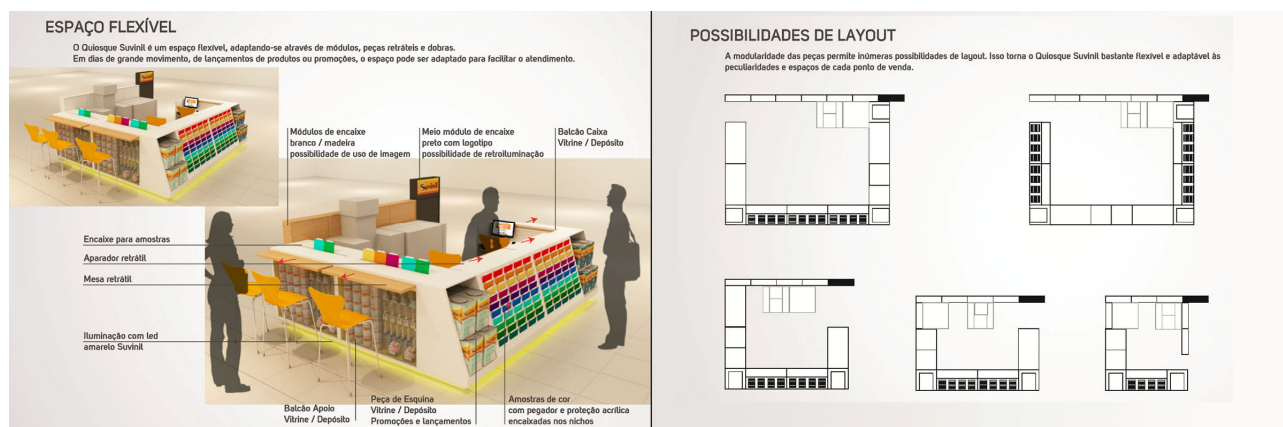 ESPAÇO FLEXÍVEL
O Quiosque Suvinil é um espaço flexível, adaptando-se através de módulos, peças retráteis e dobras.
Em dias de grande movimento, de lançamentos de produtos ou promoções, o espaço pode ser adaptado para facilitar o atendimento.
Módulos de encaixe
branco / madeira
possibilidade de uso de imagem
Meio módulo de encaixe
preto com logotipo
possibilidade de retroiluminação
Balcão Caixa
Vitrine / Depósito
Suvinil
Suvinil
Encaixe para amostras
Aparador retrátil
Mesa retrátil
Iluminação com led
amarelo Suvinil
Balcão Apoio
Vitrine / Depósito
Peça de Esquina
Vitrine / Depósito
Promoções e lançamentos
Amostras de cor
com pegador e proteção acrílica
encaixadas nos nichos
POSSIBILIDADES DE LAYOUT
A modularidade das peças permite inúmeras possibilidades de layout. Isso torna o Quiosque Suvinil bastante flexível e adaptável às
peculiaridades e espaços de cada ponto de venda.